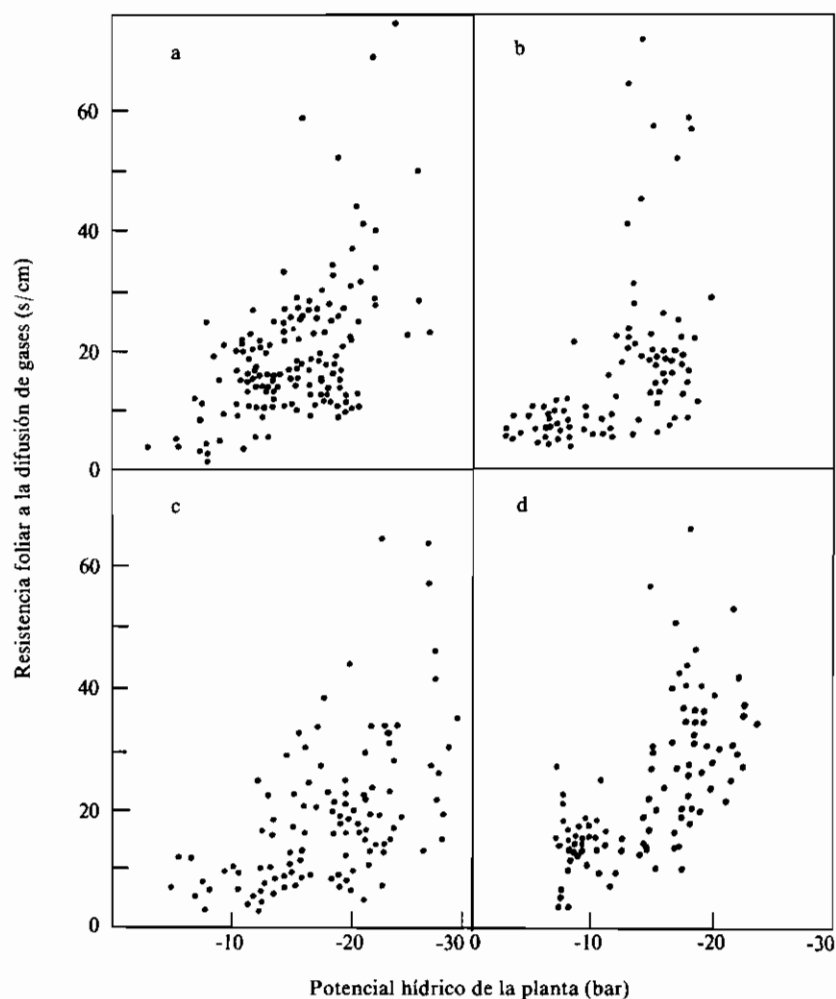 a
b
60
40
20
0
c
d
60
40
20
0
Resistencia foliar a la difusión de gases (s/cm)
-10 -20 -30 0 -10 -20 -30
Potencial hídrico de la planta (bar)